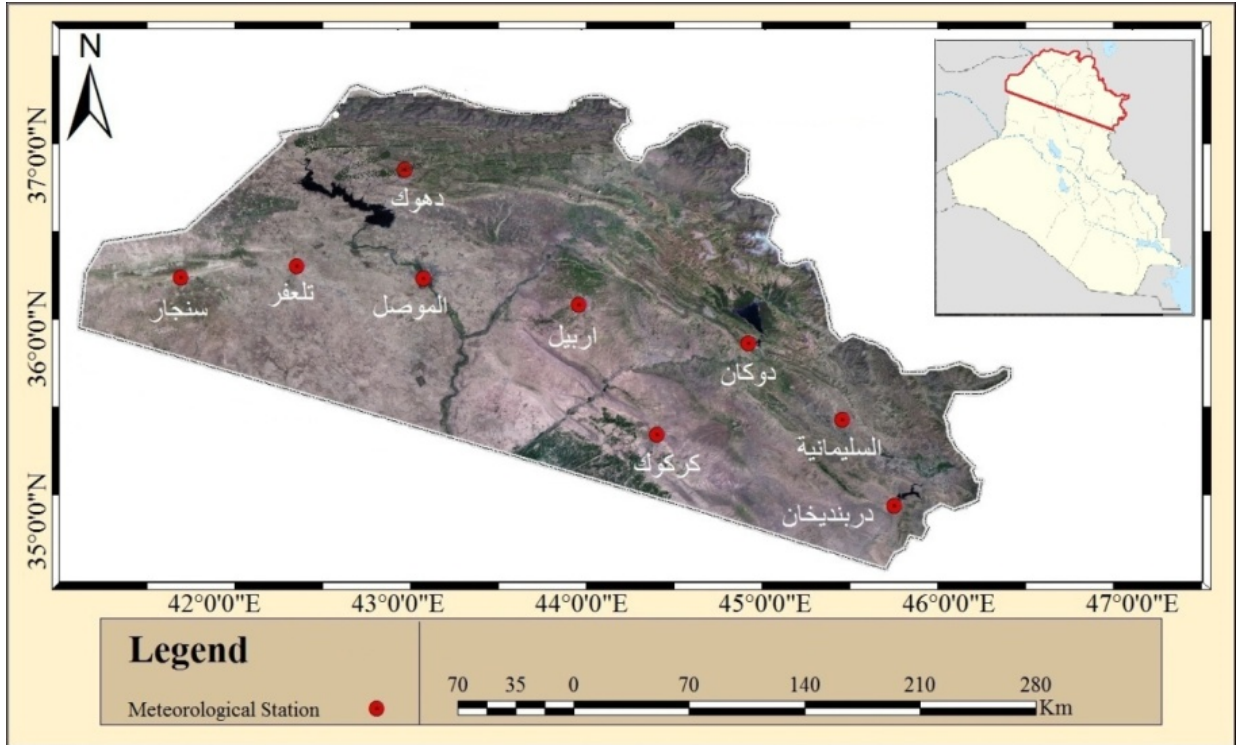 N
37°0'0"N
36°0'0"N
35°0'0"N
دهوك
سنجار
تلعفر
الموصل
اربيل
دوكان
السليمانية
كركوك
دربنديخان
42°0'0"E 43°0'0"E 44°0'0"E 45°0'0"E 46°0'0"E 47°0'0"E
Legend
Meteorological Station
70 35 0 70 140 210 280
Km